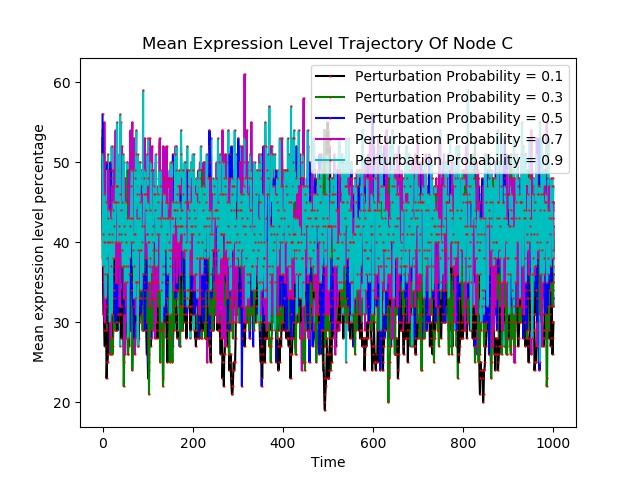 Mean Expression Level Trajectory Of Node C
Mean expression level percentage
60
50
40
30
20
Perturbation Probability = 0.1
Perturbation Probability = 0.3
Perturbation Probability = 0.5
Perturbation Probability = 0.7
Perturbation Probability = 0.9
0 200 400 600 800 1000
Time